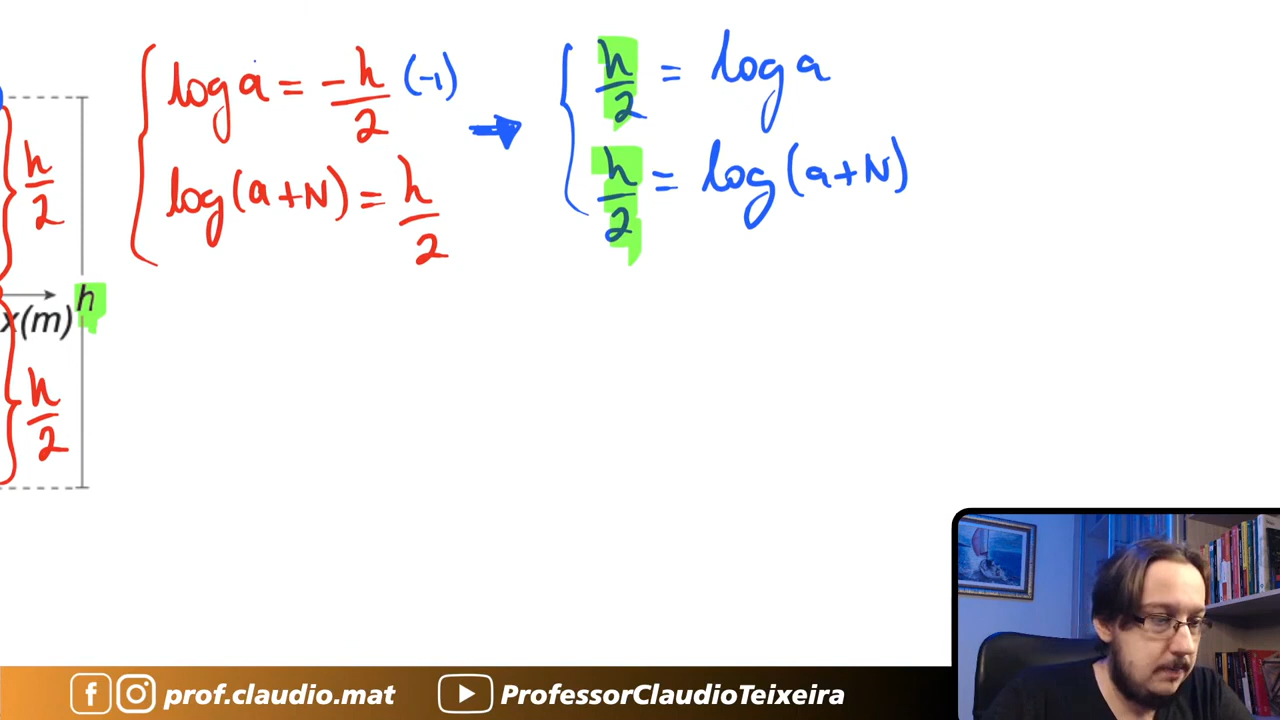 log a = -h/2 (-1)
log(a+N) = h/2
h/2 = log a
h/2 = log(a+N)
h/2
h
x(m)
h/2
prof.claudio.mat
ProfessorClaudioTeixeira